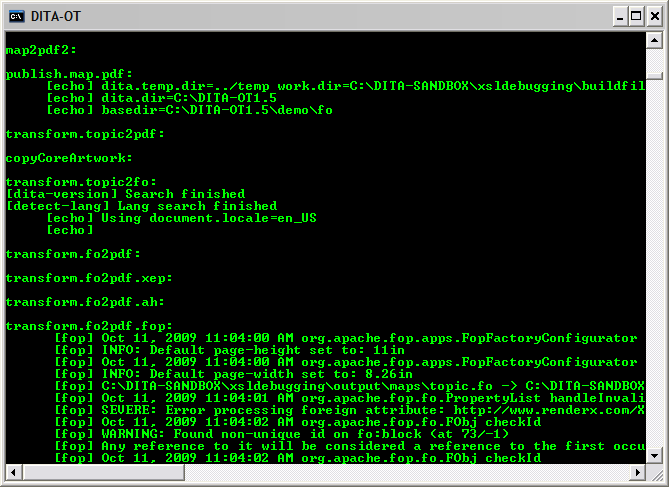 DITA-OT
map2pdf2:
publish.map.pdf:
[echo] dita.temp.dir=../temp work.dir=C:\DITA-SANDBOX\xsldebugging\buildfil
[echo] dita.dir=C:\DITA-OT1.5
[echo] basedir=C:\DITA-OT1.5\demo\fo
transform.topic2pdf:
copyCoreArtwork:
transform.topic2fo:
[dita-version] Search finished
[detect-lang] Lang search finished
[echo] Using document.locale=en_US
[echo]
transform.fo2pdf:
transform.fo2pdf.xep:
transform.fo2pdf.ah:
transform.fo2pdf.fop:
[fop] Oct 11, 2009 11:04:00 AM org.apache.fop.apps.FopFactoryConfigurator
[fop] INFO: Default page-height set to: 11in
[fop] Oct 11, 2009 11:04:00 AM org.apache.fop.apps.FopFactoryConfigurator
[fop] INFO: Default page-width set to: 8.26in
[fop] C:\DITA-SANDBOX\xsldebugging\output\maps\topic.fo -> C:\DITA-SANDBOX
[fop] Oct 11, 2009 11:04:01 AM org.apache.fop.fo.PropertyList handleInvali
[fop] SEVERE: Error processing foreign attribute: http://www.renderx.com/X
[fop] Oct 11, 2009 11:04:02 AM org.apache.fop.fo.FObj checkId
[fop] WARNING: Found non-unique id on fo:block (at 73/-1)
[fop] Any reference to it will be considered a reference to the first occu
[fop] Oct 11, 2009 11:04:02 AM org.apache.fop.fo.FObj checkId